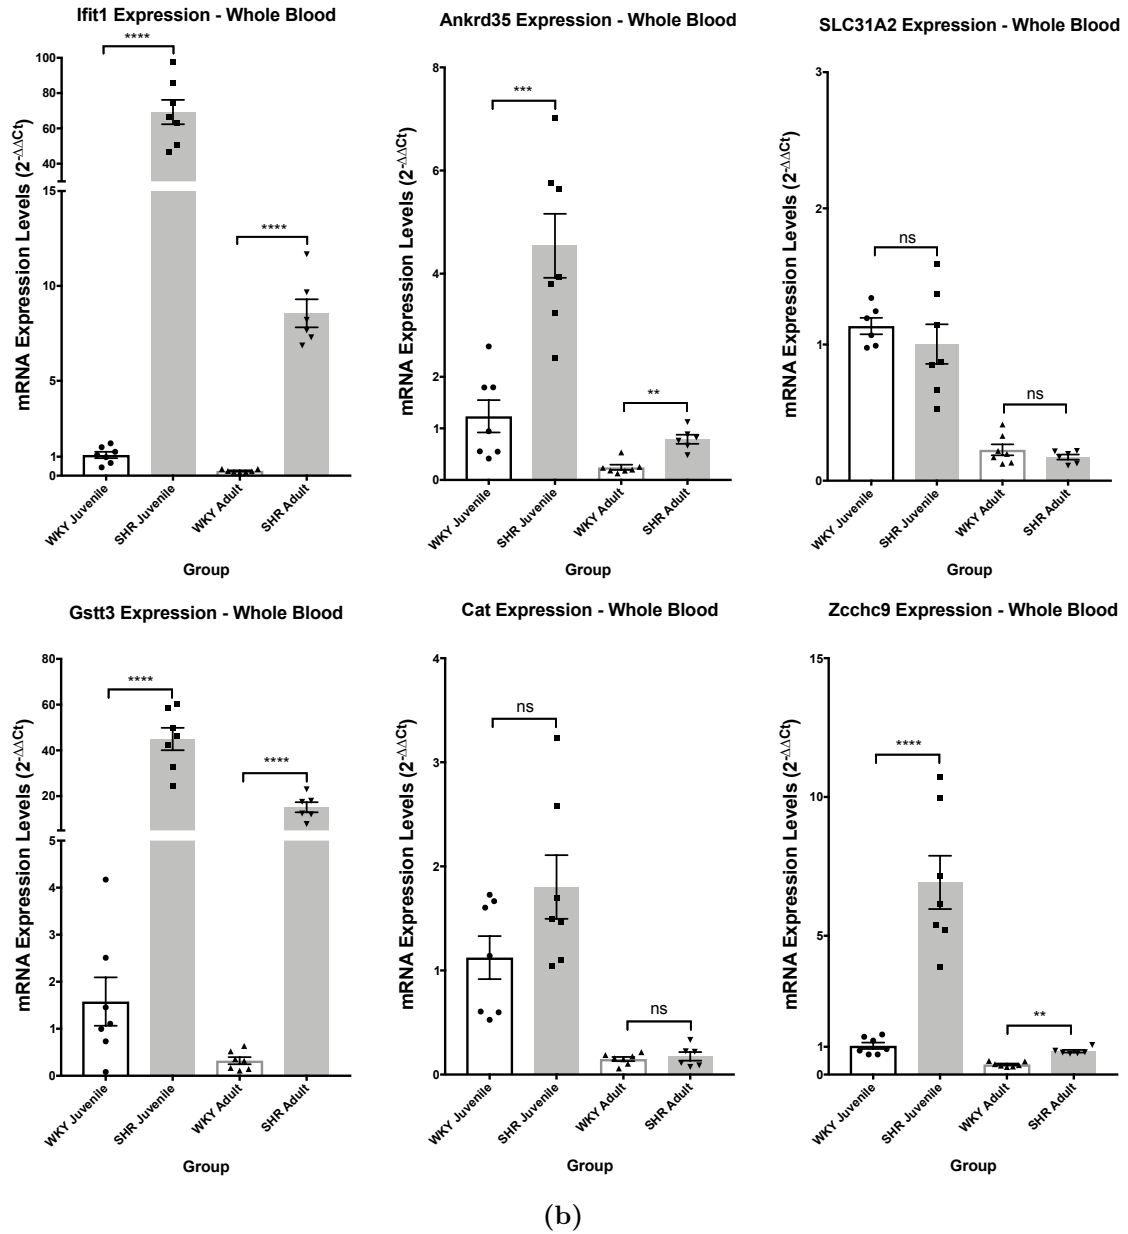 Ifit1 Expression - Whole Blood
mRNA Expression Levels (2-ΔΔCt)
100
80
60
40
15
10
5
1
0
****
****
WKY Juvenile
SHR Juvenile
WKY Adult
SHR Adult
Group
Ankrd35 Expression - Whole Blood
mRNA Expression Levels (2-ΔΔCt)
8
6
4
2
1
0
***
**
WKY Juvenile
SHR Juvenile
WKY Adult
SHR Adult
Group
SLC31A2 Expression - Whole Blood
mRNA Expression Levels (2-ΔΔCt)
3
2
1
0
ns
ns
WKY Juvenile
SHR Juvenile
WKY Adult
SHR Adult
Group
Gstt3 Expression - Whole Blood
mRNA Expression Levels (2-ΔΔCt)
80
60
40
20
5
4
3
2
1
0
****
****
WKY Juvenile
SHR Juvenile
WKY Adult
SHR Adult
Group
Cat Expression - Whole Blood
mRNA Expression Levels (2-ΔΔCt)
4
3
2
1
0
ns
ns
WKY Juvenile
SHR Juvenile
WKY Adult
SHR Adult
Group
Zcchc9 Expression - Whole Blood
mRNA Expression Levels (2-ΔΔCt)
15
10
5
1
0
****
**
WKY Juvenile
SHR Juvenile
WKY Adult
SHR Adult
Group
(b)